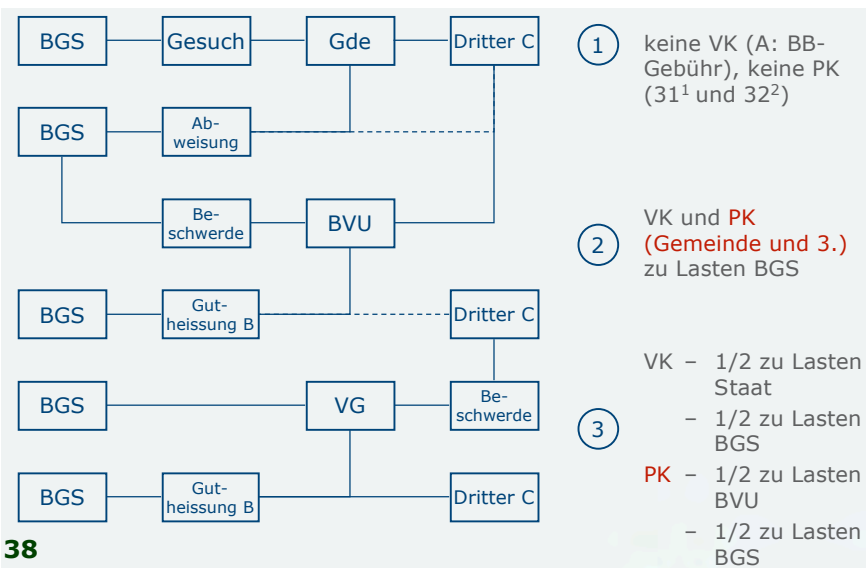 BGS
Gesuch
Gde
Dritter C
1
keine VK (A: BB-
Gebühr), keine PK
(31¹ und 32²)
BGS
Ab-
weisung
Be-
schwerde
BVU
2
VK und PK
(Gemeinde und 3.)
zu Lasten BGS
BGS
Gut-
heissung B
Dritter C
BGS
VG
Be-
schwerde
3
VK – 1/2 zu Lasten
Staat
– 1/2 zu Lasten
BGS
PK – 1/2 zu Lasten
BVU
– 1/2 zu Lasten
BGS
BGS
Gut-
heissung B
Dritter C
38